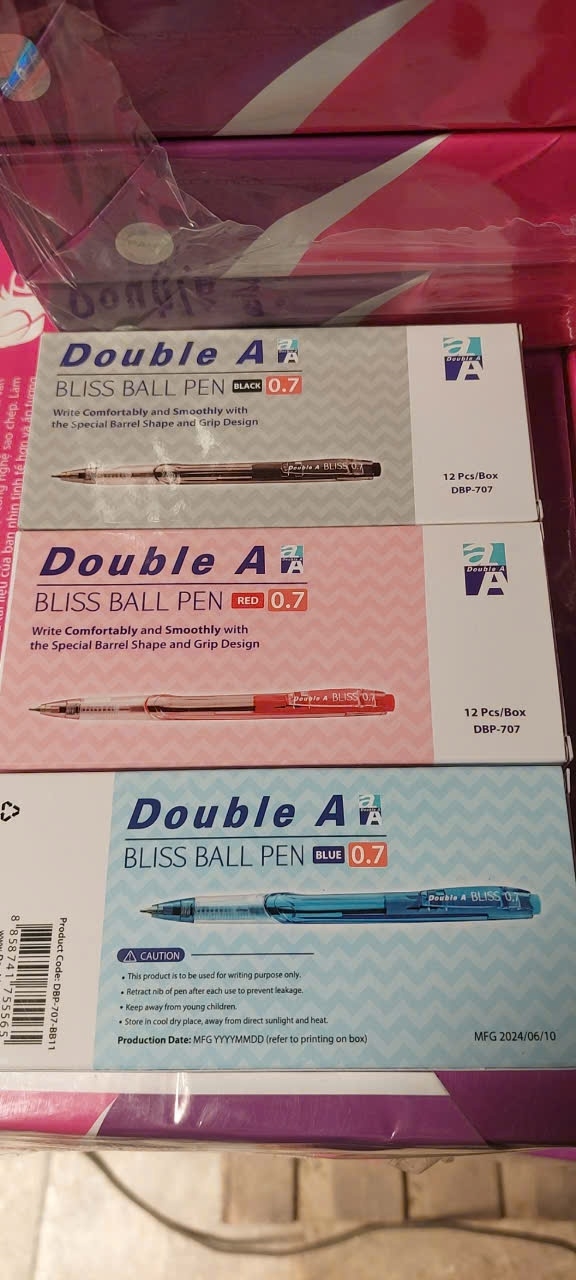 Double A
Double A
BLISS BALL PEN BLACK 0.7
Write Comfortably and Smoothly with
the Special Barrel Shape and Grip Design
Double A BLISS 0.7
Double A
12 Pcs/Box
DBP-707
Double A
BLISS BALL PEN RED 0.7
Write Comfortably and Smoothly with
the Special Barrel Shape and Grip Design
Double A BLISS 0.7
Double A
12 Pcs/Box
DBP-707
Double A
BLISS BALL PEN BLUE 0.7
Double A BLISS 0.7
CAUTION
• This product is to be used for writing purpose only.
• Retract nib of pen after each use to prevent leakage.
• Keep away from young children.
• Store in cool dry place, away from direct sunlight and heat.
Production Date: MFG YYYYMMDD (refer to printing on box)
MFG 2024/06/10
Product Code: DBP-707-BB11
8 858741 755565